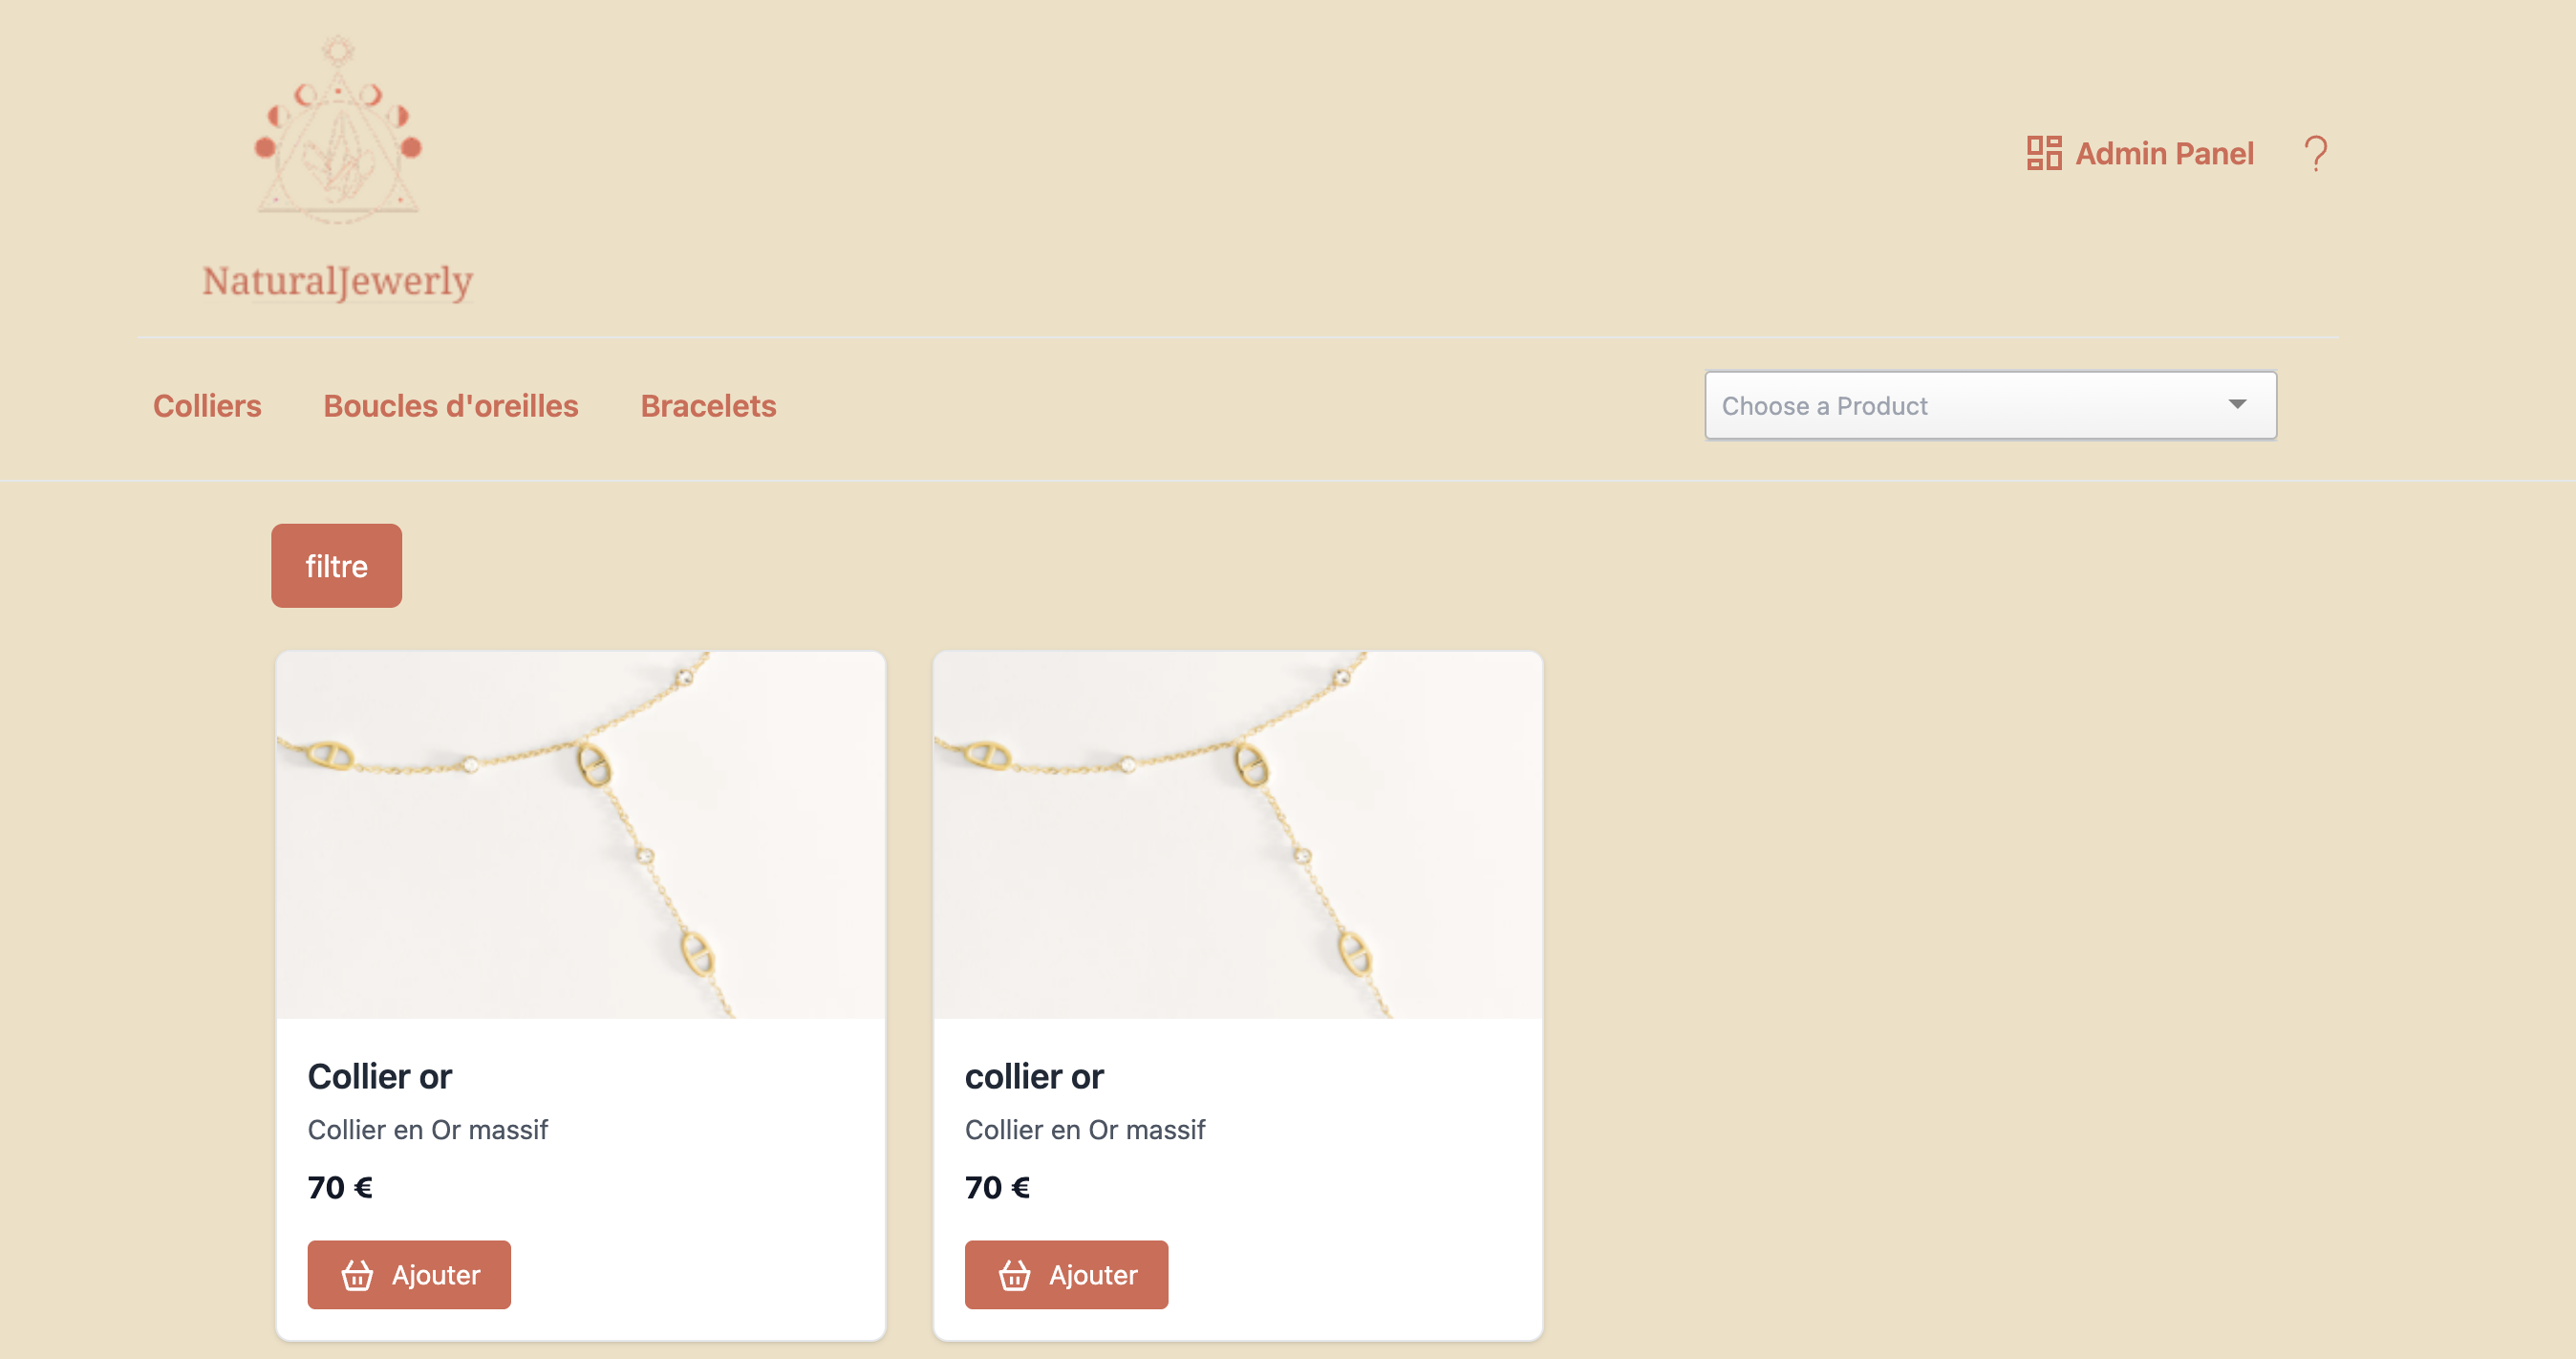 NaturalJewerly
Admin Panel
Colliers Boucles d'oreilles Bracelets
Choose a Product
filtre
Collier or
Collier en Or massif
70 €
Ajouter
collier or
Collier en Or massif
70 €
Ajouter